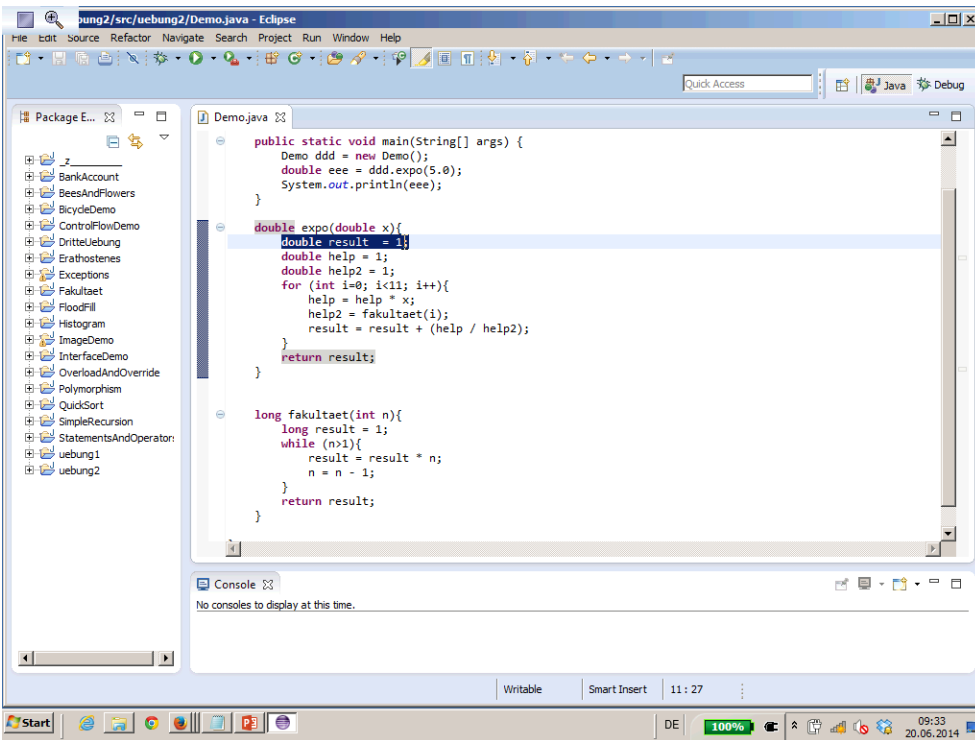 bung2/src/uebung2/Demo.java - Eclipse
File Edit Source Refactor Navigate Search Project Run Window Help
Quick Access
Java
Debug
Package E...
_z_________
BankAccount
BeesAndFlowers
BicycleDemo
ControlFlowDemo
DritteUebung
Erathostenes
Exceptions
Fakultaet
FloodFill
Histogram
ImageDemo
InterfaceDemo
OverloadAndOverride
Polymorphism
QuickSort
SimpleRecursion
StatementsAndOperator
uebung1
uebung2
Demo.java
public static void main(String[] args) {
Demo ddd = new Demo();
double eee = ddd.expo(5.0);
System.out.println(eee);
}
double expo(double x){
double result  = 1;
double help = 1;
double help2 = 1;
for (int i=0; i<11; i++){
help = help * x;
help2 = fakultaet(i);
result = result + (help / help2);
}
return result;
}
long fakultaet(int n){
long result = 1;
while (n>1){
result = result * n;
n = n - 1;
}
return result;
}
Console
No consoles to display at this time.
Writable
Smart Insert
11 : 27
Start
DE
100%
09:33
20.06.2014